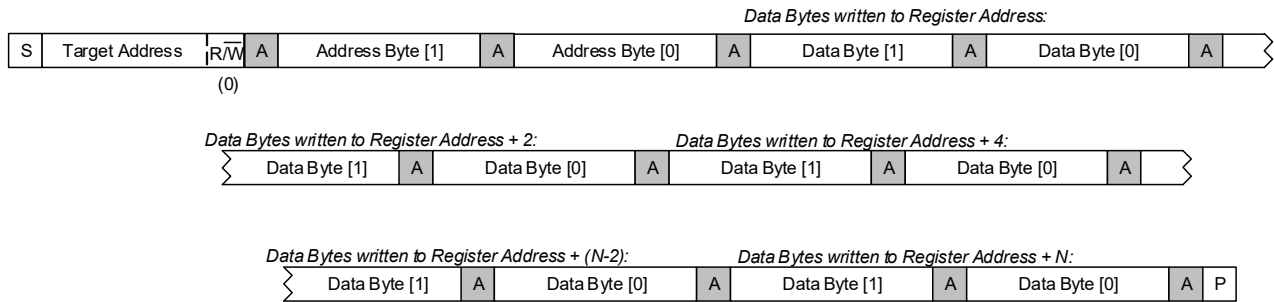 Data Bytes written to Register Address:
S Target Address R/W̅ A Address Byte [1] A Address Byte [0] A Data Byte [1] A Data Byte [0] A
(0)
Data Bytes written to Register Address + 2: Data Bytes written to Register Address + 4:
Data Byte [1] A Data Byte [0] A Data Byte [1] A Data Byte [0] A
Data Bytes written to Register Address + (N-2): Data Bytes written to Register Address + N:
Data Byte [1] A Data Byte [0] A Data Byte [1] A Data Byte [0] A P